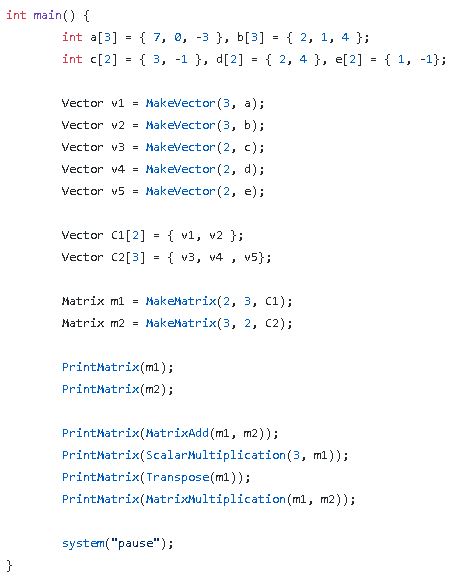 int main() {
int a[3] = { 7, 0, -3 }, b[3] = { 2, 1, 4 };
int c[2] = { 3, -1 }, d[2] = { 2, 4 }, e[2] = { 1, -1};
Vector v1 = MakeVector(3, a);
Vector v2 = MakeVector(3, b);
Vector v3 = MakeVector(2, c);
Vector v4 = MakeVector(2, d);
Vector v5 = MakeVector(2, e);
Vector C1[2] = { v1, v2 };
Vector C2[3] = { v3, v4 , v5};
Matrix m1 = MakeMatrix(2, 3, C1);
Matrix m2 = MakeMatrix(3, 2, C2);
PrintMatrix(m1);
PrintMatrix(m2);
PrintMatrix(MatrixAdd(m1, m2));
PrintMatrix(ScalarMultiplication(3, m1));
PrintMatrix(Transpose(m1));
PrintMatrix(MatrixMultiplication(m1, m2));
system("pause");
}